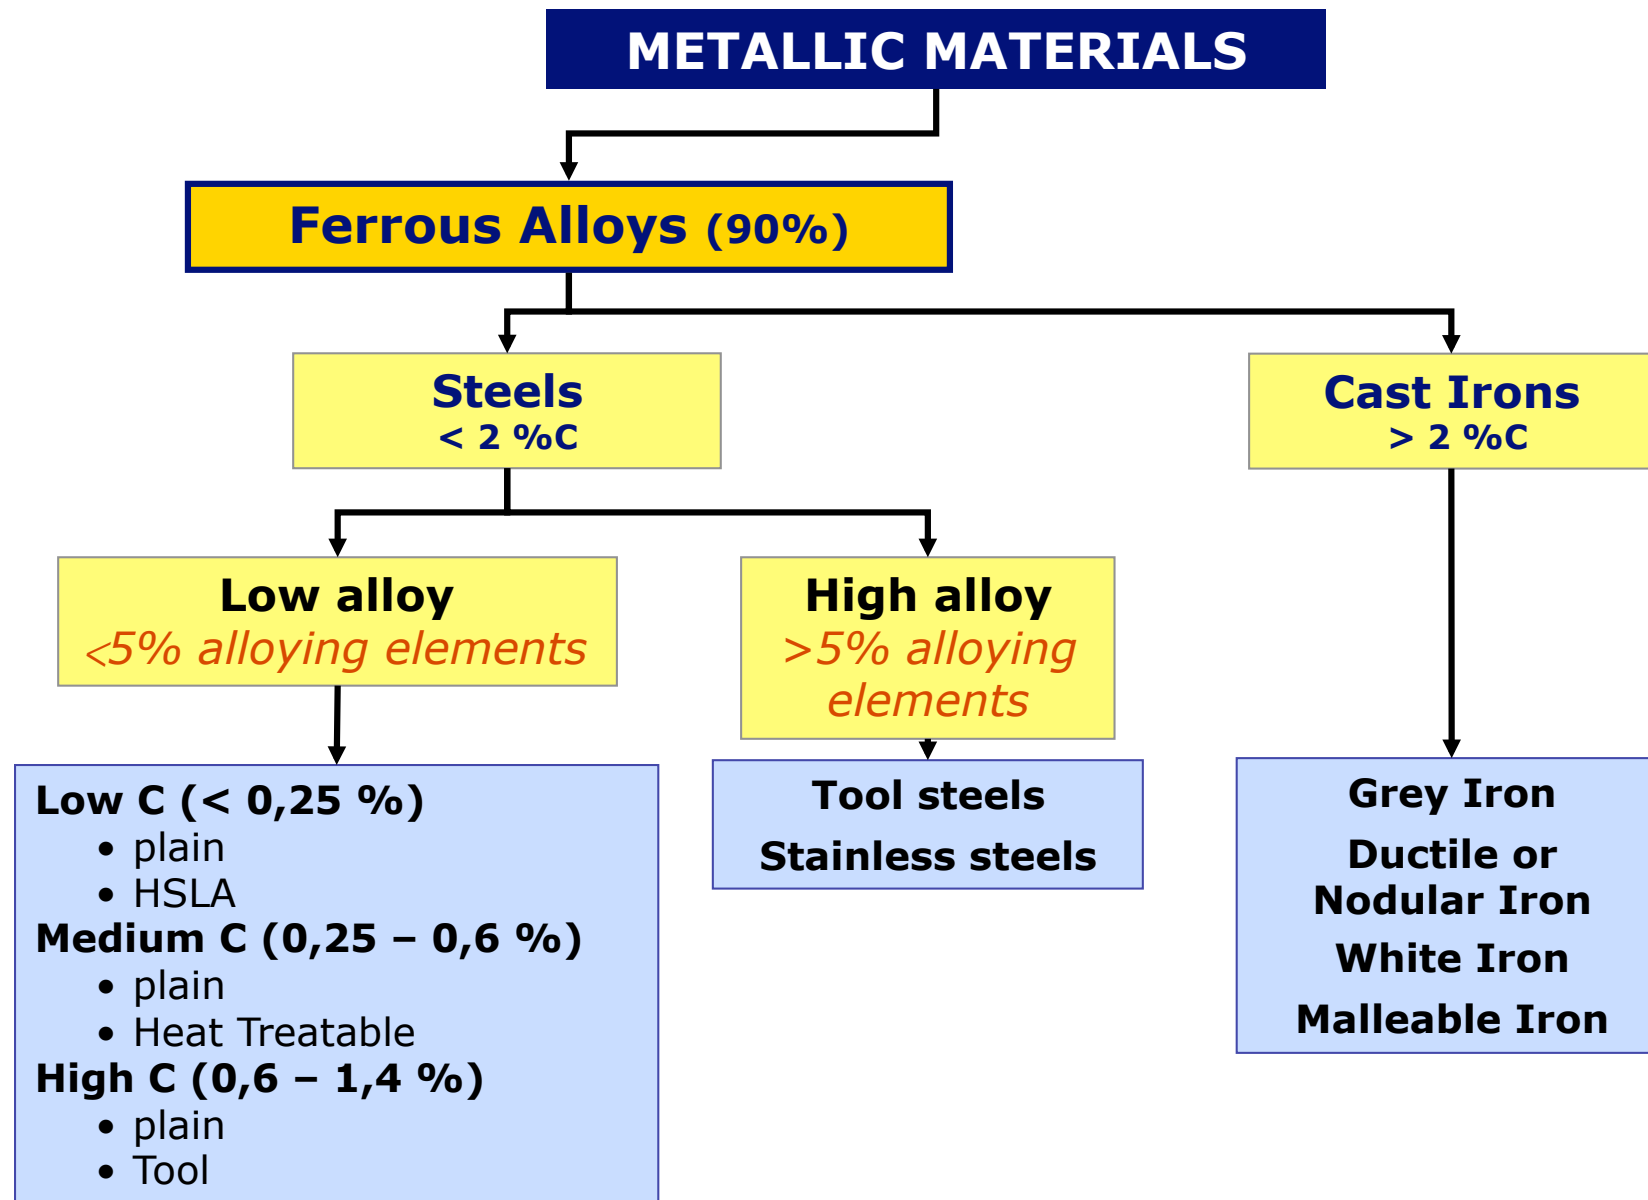 METALLIC MATERIALS
Ferrous Alloys (90%)
Steels
< 2 %C
Cast Irons
> 2 %C
Low alloy
<5% alloying elements
High alloy
>5% alloying
elements
Low C (< 0,25 %)
• plain
• HSLA
Medium C (0,25 – 0,6 %)
• plain
• Heat Treatable
High C (0,6 – 1,4 %)
• plain
• Tool
Tool steels
Stainless steels
Grey Iron
Ductile or
Nodular Iron
White Iron
Malleable Iron